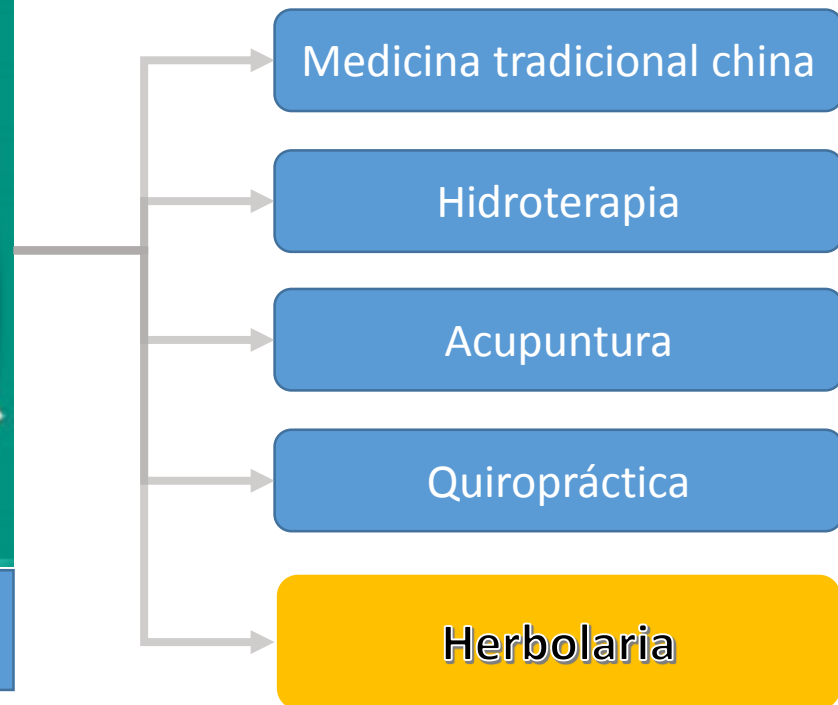 Medicina tradicional china
Hidroterapia
Acupuntura
Quiropráctica
Herbolaria